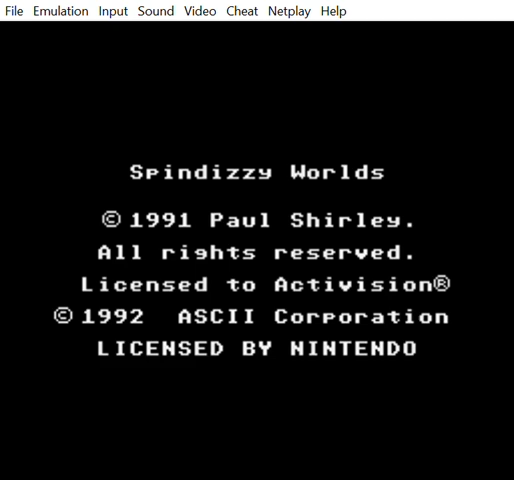 File Emulation Input Sound Video Cheat Netplay Help
Spindizzy Worlds
© 1991 Paul Shirley.
All rights reserved.
Licensed to Activision®
© 1992 ASCII Corporation
LICENSED BY NINTENDO